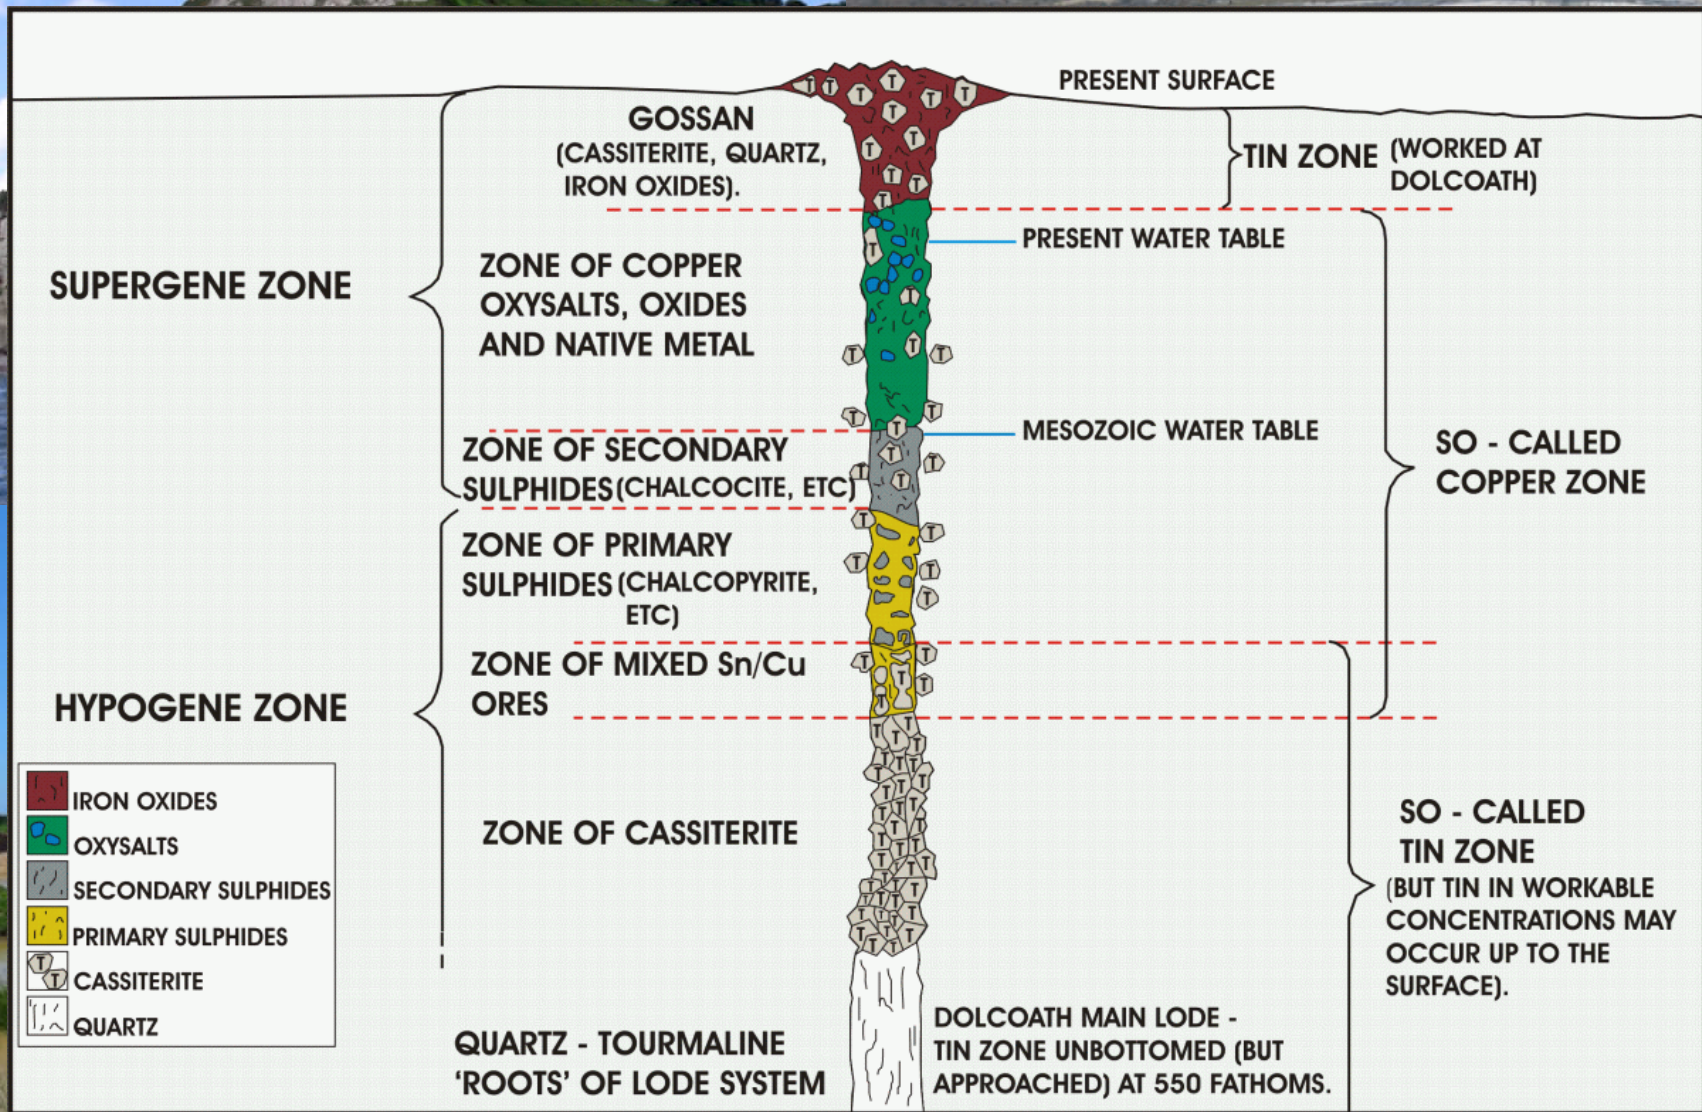 PRESENT SURFACE
GOSSAN
(CASSITERITE, QUARTZ,
IRON OXIDES).
TIN ZONE (WORKED AT
DOLCOATH)
PRESENT WATER TABLE
SUPERGENE ZONE
ZONE OF COPPER
OXYSALTS, OXIDES
AND NATIVE METAL
MESOZOIC WATER TABLE
ZONE OF SECONDARY
SULPHIDES (CHALCOCITE, ETC)
SO - CALLED
COPPER ZONE
ZONE OF PRIMARY
SULPHIDES (CHALCOPYRITE,
ETC)
ZONE OF MIXED Sn/Cu
ORES
HYPOGENE ZONE
ZONE OF CASSITERITE
SO - CALLED
TIN ZONE
(BUT TIN IN WORKABLE
CONCENTRATIONS MAY
OCCUR UP TO THE
SURFACE).
IRON OXIDES
OXYSALTS
SECONDARY SULPHIDES
PRIMARY SULPHIDES
T T CASSITERITE
QUARTZ
QUARTZ - TOURMALINE
'ROOTS' OF LODE SYSTEM
DOLCOATH MAIN LODE -
TIN ZONE UNBOTTOMED (BUT
APPROACHED) AT 550 FATHOMS.